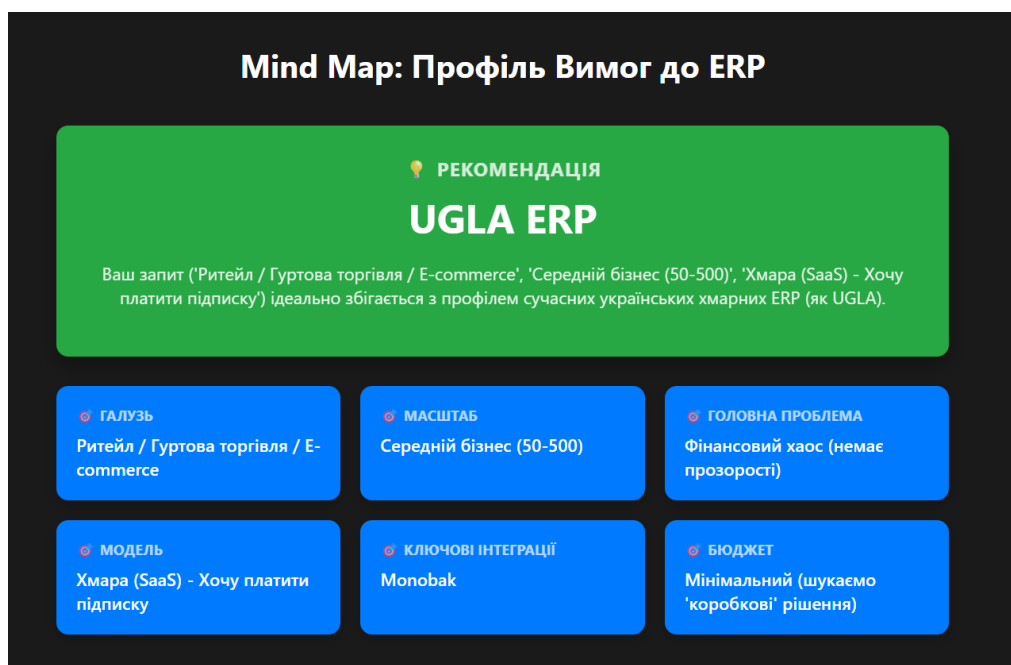 Mind Map: Профіль Вимог до ERP
РЕКОМЕНДАЦІЯ
UGLA ERP
Ваш запит ('Ритейл / Гуртова торгівля / E-commerce', 'Середній бізнес (50-500)', 'Хмара (SaaS) - Хочу
платити підписку') ідеально збігається з профілем сучасних українських хмарних ERP (як UGLA).
ГАЛУЗЬ
Ритейл / Гуртова торгівля / E-
commerce
МАСШТАБ
Середній бізнес (50-500)
ГОЛОВНА ПРОБЛЕМА
Фінансовий хаос (немає
прозорості)
МОДЕЛЬ
Хмара (SaaS) - Хочу платити
підписку
КЛЮЧОВІ ІНТЕГРАЦІЇ
Monobak
БЮДЖЕТ
Мінімальний (шукаємо
'коробкові' рішення)